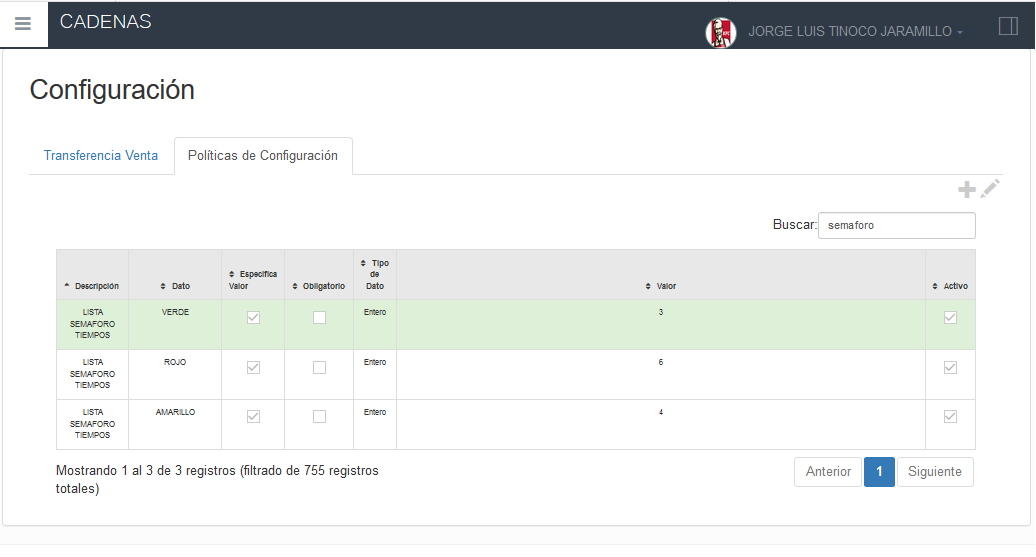 CADENAS
JORGE LUIS TINOCO JARAMILLO
Configuración
Transferencia Venta
Políticas de Configuración
Buscar:
semaforo
Descripción
Dato
Especifica
Valor
Obligatorio
Tipo
de
Dato
Valor
Activo
LISTA
SEMAFORO
TIEMPOS
VERDE
Entero
3
LISTA
SEMAFORO
TIEMPOS
ROJO
Entero
6
LISTA
SEMAFORO
TIEMPOS
AMARILLO
Entero
4
Mostrando 1 al 3 de 3 registros (filtrado de 755 registros
totales)
Anterior
1
Siguiente